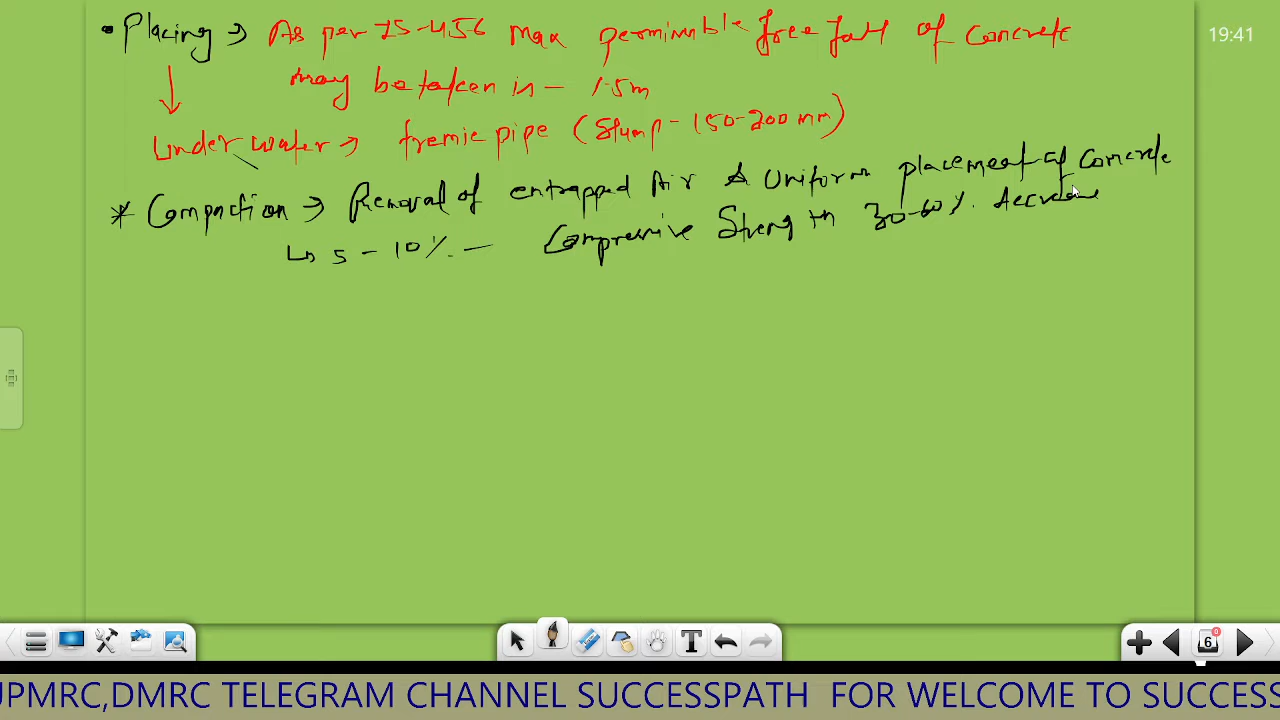 • Placing → As per IS-456 Max permissible free fall of concrete
may be taken in - 1.5m
19:41
Under water → tremie pipe (Slump - 150-200 mm)
* Compaction → Removal of entrapped Air & Uniform placement of Concrete
↳ 5 - 10%. — Compressive Strength 30-60%. decrease
6
UPMRC,DMRC TELEGRAM CHANNEL SUCCESSPATH FOR WELCOME TO SUCCESS